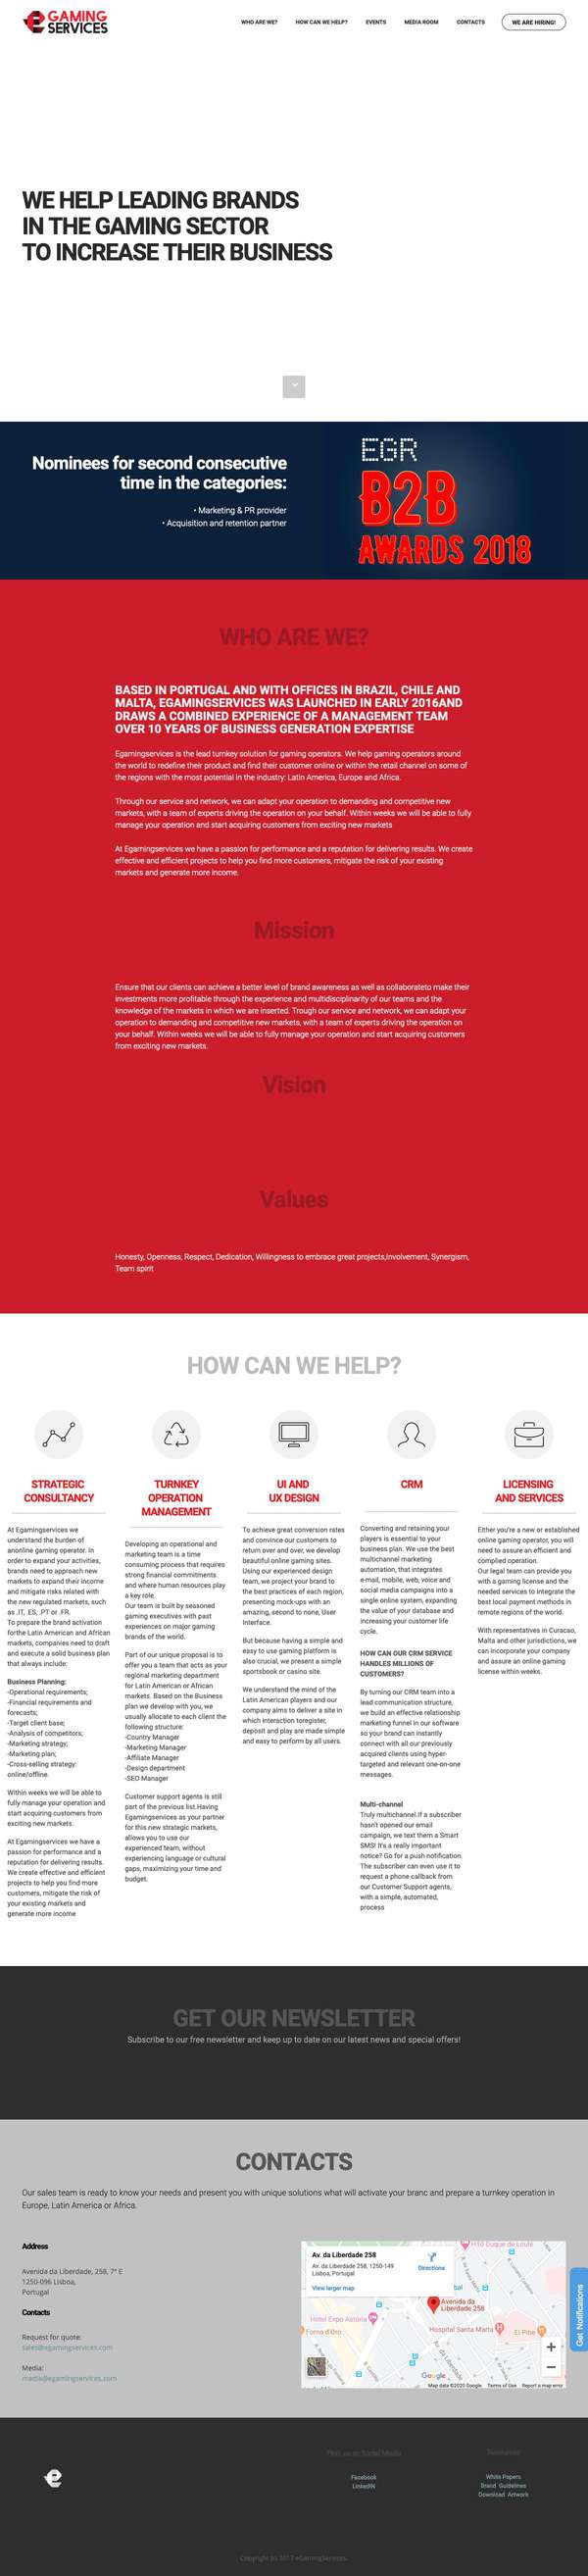 GAMING
SERVICES
WHO ARE WE?
HOW CAN WE HELP?
EVENTS
MEDIA ROOM
CONTACTS
WE ARE HIRING!
WE HELP LEADING BRANDS
IN THE GAMING SECTOR
TO INCREASE THEIR BUSINESS
Nominees for second consecutive
time in the categories:
• Marketing & PR provider
• Acquisition and retention partner
EGR
B2B
AWARDS 2018
WHO ARE WE?
BASED IN PORTUGAL AND WITH OFFICES IN BRAZIL, CHILE AND
MALTA, EGAMINGSERVICES WAS LAUNCHED IN EARLY 2016AND
DRAWS A COMBINED EXPERIENCE OF A MANAGEMENT TEAM
OVER 10 YEARS OF BUSINESS GENERATION EXPERTISE
Egamingservices is the lead turnkey solution for gaming operators. We help gaming operators around
the world to redefine their product and find their customer online or within the retail channel on some of
the regions with the most potential in the industry: Latin America, Europe and Africa.
Through our service and network, we can adapt your operation to demanding and competitive new
markets, with a team of experts driving the operation on your behalf. Within weeks we will be able to fully
manage your operation and start acquiring customers from exciting new markets
At Egamingservices we have a passion for performance and a reputation for delivering results. We create
effective and efficient projects to help you find more customers, mitigate the risk of your existing
markets and generate more income.
Mission
Ensure that our clients can achieve a better level of brand awareness as well as collaborateto make their
investments more profitable through the experience and multidisciplinarity of our teams and the
knowledge of the markets in which we are inserted. Trough our service and network, we can adapt your
operation to demanding and competitive new markets, with a team of experts driving the operation on
your behalf. Within weeks we will be able to fully manage your operation and start acquiring customers
from exciting new markets.
Vision
Values
Honesty, Openness, Respect, Dedication, Willingness to embrace great projects,Involvement, Synergism,
Team spirit
HOW CAN WE HELP?
STRATEGIC
CONSULTANCY
At Egamingservices we
understand the burden of
anonline gaming operator. In
order to expand your activities,
brands need to approach new
markets to expand their income
and mitigate risks related with
the new regulated markets, such
as .IT, .ES, .PT or .FR.
To prepare the brand activation
forthe Latin American and African
markets, companies need to draft
and execute a solid business plan
that always include:
Business Planning:
-Operational requirements;
-Financial requirements and
forecasts;
-Target client base;
-Analysis of competitors;
-Marketing strategy;
-Marketing plan;
-Cross-selling strategy:
online/offline.
Within weeks we will be able to
fully manage your operation and
start acquiring customers from
exciting new markets.
At Egamingservices we have a
passion for performance and a
reputation for delivering results.
We create effective and efficient
projects to help you find more
customers, mitigate the risk of
your existing markets and
generate more income
TURNKEY
OPERATION
MANAGEMENT
Developing an operational and
marketing team is a time
consuming process that requires
strong financial commitments
and where human resources play
a key role.
Our team is built by seasoned
gaming executives with past
experiences on major gaming
brands of the world.
Part of our unique proposal is to
offer you a team that acts as your
regional marketing department
for Latin American or African
markets. Based on the Business
plan we develop with you, we
usually allocate to each client the
following structure:
-Country Manager
-Marketing Manager
-Affiliate Manager
-Design department
-SEO Manager
Customer support agents is still
part of the previous list.Having
Egamingservices as your partner
for this new strategic markets,
allows you to use our
experienced team, without
experiencing language or cultural
gaps, maximizing your time and
budget.
UI AND
UX DESIGN
To achieve great conversion rates
and convince our customers to
return over and over, we develop
beautiful online gaming sites.
Using our experienced design
team, we project your brand to
the best practices of each region,
presenting mock-ups with an
amazing, second to none, User
Interface.
But because having a simple and
easy to use gaming platform is
also crucial, we present a simple
sportsbook or casino site.
We understand the mind of the
Latin American players and our
company aims to deliver a site in
which interaction toregister,
deposit and play are made simple
and easy to perform by all users.
CRM
Converting and retaining your
players is essential to your
business plan. We use the best
multichannel marketing
automation, that integrates
e-mail, mobile, web, voice and
social media campaigns into a
single online system, expanding
the value of your database and
increasing your customer life
cycle.
HOW CAN OUR CRM SERVICE
HANDLES MILLIONS OF
CUSTOMERS?
By turning our CRM team into a
lead communication structure,
we build an effective relationship
marketing funnel in our software
so your brand can instantly
connect with all our previously
acquired clients using hyper-
targeted and relevant one-on-one
messages.
Multi-channel
Truly multichannel.If a subscriber
hasn't opened our email
campaign, we text them a Smart
SMS! It's a really important
notice? Go for a push notification.
The subscriber can even use it to
request a phone callback from
our Customer Support agents,
with a simple, automated,
process
LICENSING
AND SERVICES
Either you're a new or established
online gaming operator, you will
need to assure an efficient and
complied operation.
Our legal team can provide you
with a gaming license and the
needed services to integrate the
best local payment methods in
remote regions of the world.
With representatives in Curacao,
Malta and other jurisdictions, we
can incorporate your company
and assure an online gaming
license within weeks.
GET OUR NEWSLETTER
Subscribe to our free newsletter and keep up to date on our latest news and special offers!
CONTACTS
Our sales team is ready to know your needs and present you with unique solutions what will activate your branc and prepare a turnkey operation in
Europe, Latin America or Africa.
Address
Avenida da Liberdade, 258, 7º E
1250-096 Lisboa,
Portugal
Contacts
Request for quote:
sales@egamingservices.com
Media:
media@egamingservices.com
Av. da Liberdade 258
Av. da Liberdade 258, 1250-149
Lisboa, Portugal
Directions
View larger map
H10 Duque de Loulé
Avenida da
Liberdade 258
Hotel Expo Astória
Forno d'Oro
Hospital Santa Marta
El Pibe
Av. da Liberdade
Google
Map data ©2020 Google
Terms of Use
Report a map error
Get Notifications
Find us on Social Media
Resources
Facebook
LinkedIN
White Papers
Brand Guidelines
Download Artwork
Copyright (c) 2017 eGamingServices.